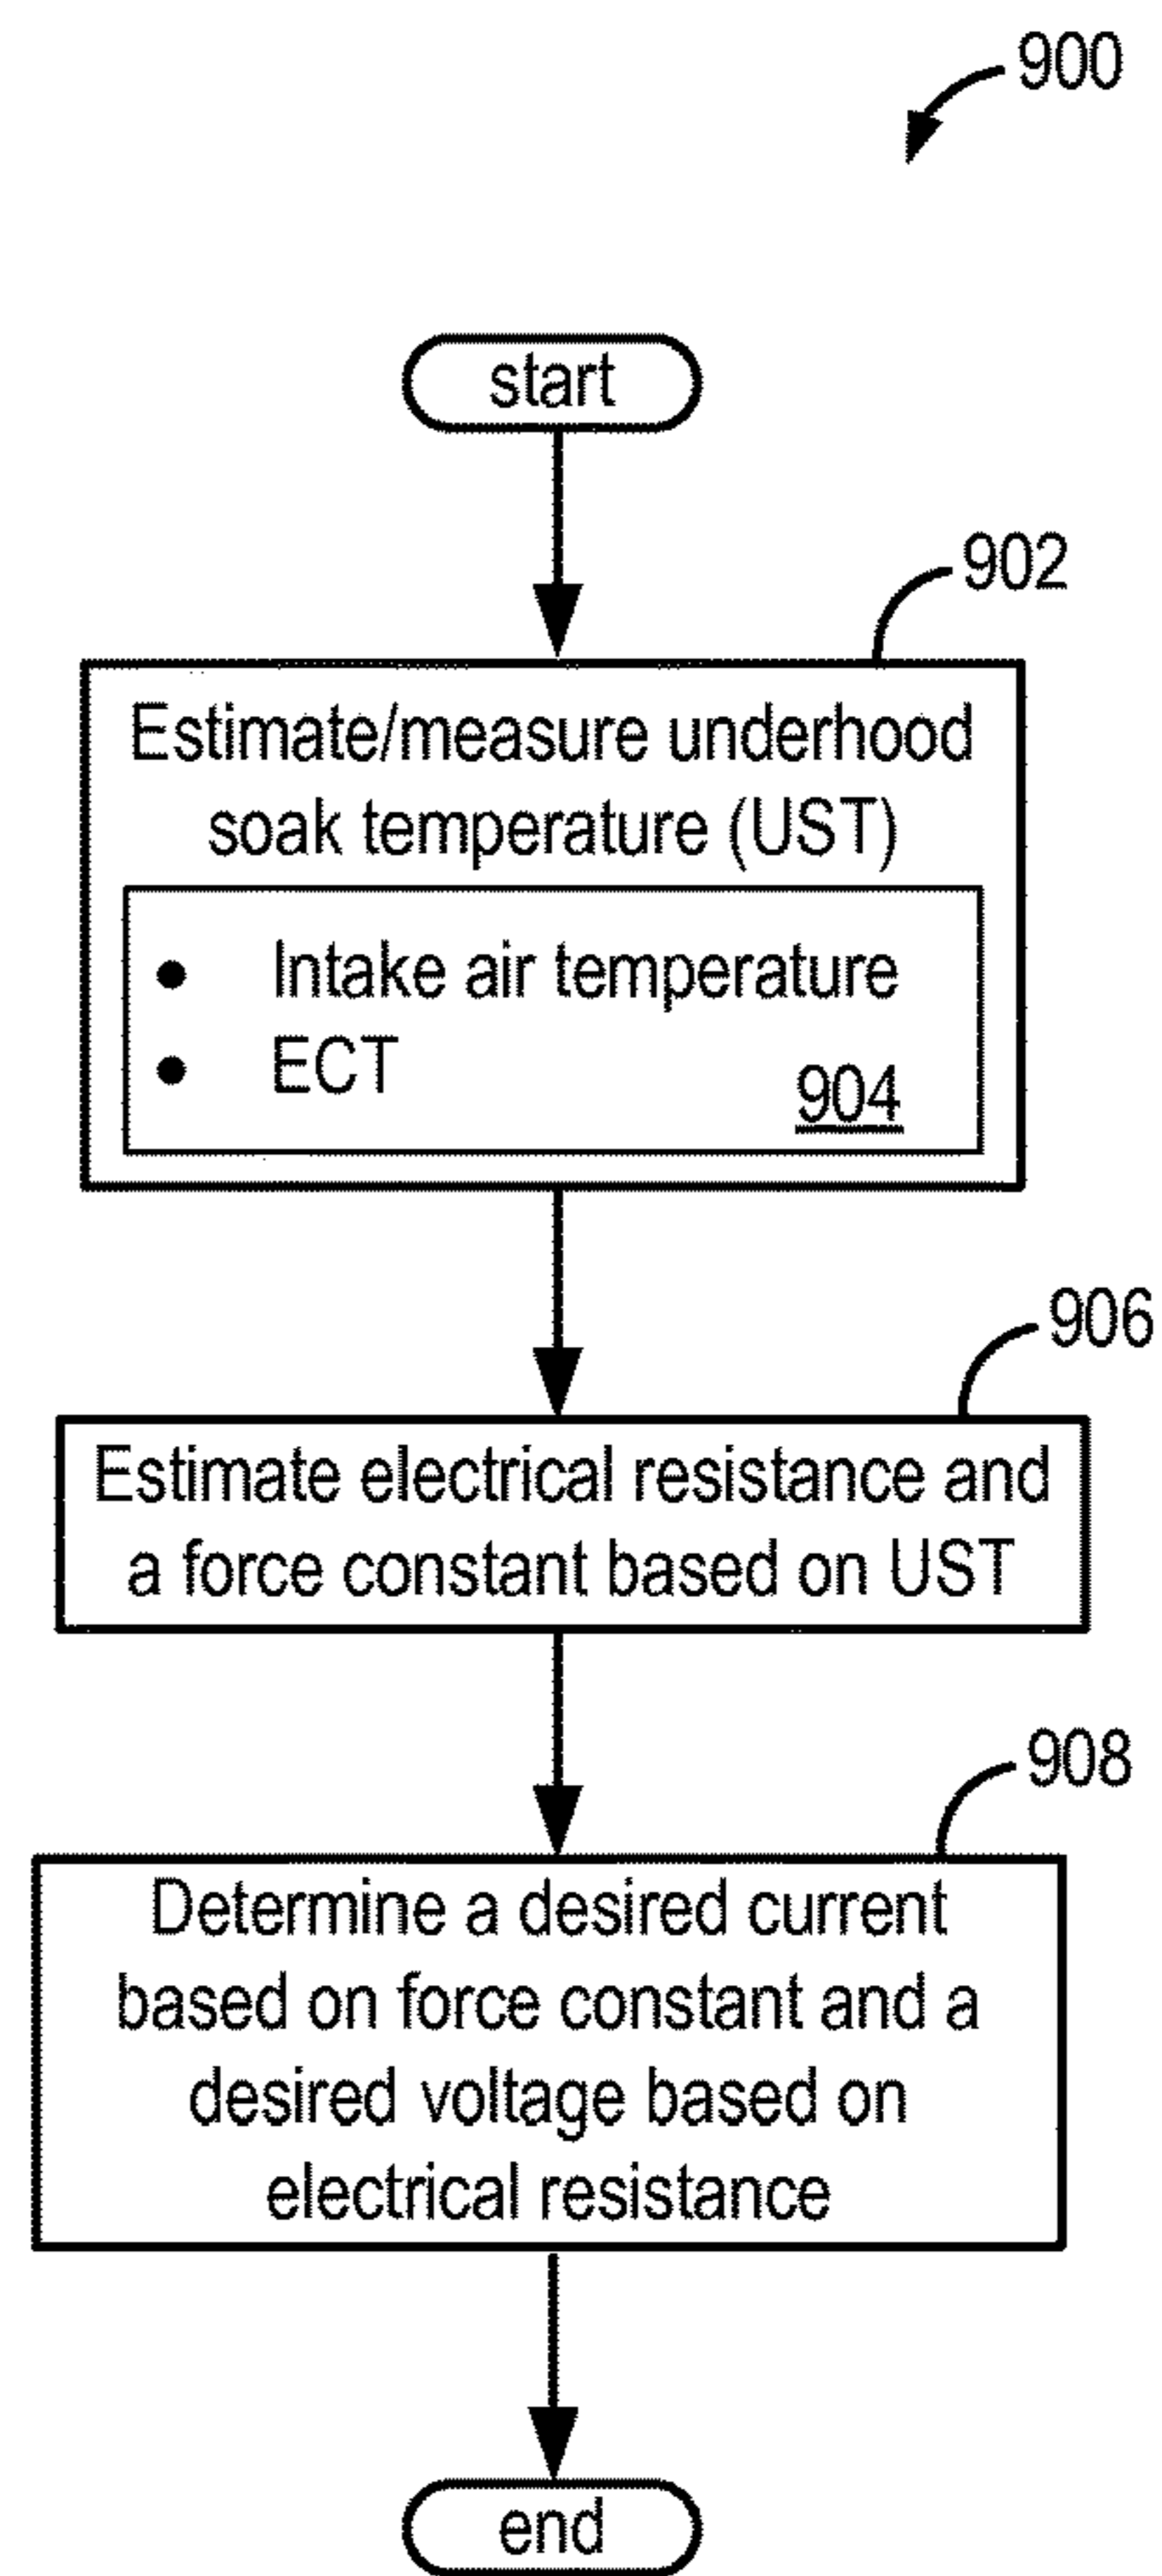 900
start
902
Estimate/measure underhood
soak temperature (UST)
• Intake air temperature
• ECT
904
906
Estimate electrical resistance and
a force constant based on UST
908
Determine a desired current
based on force constant and a
desired voltage based on
electrical resistance
end